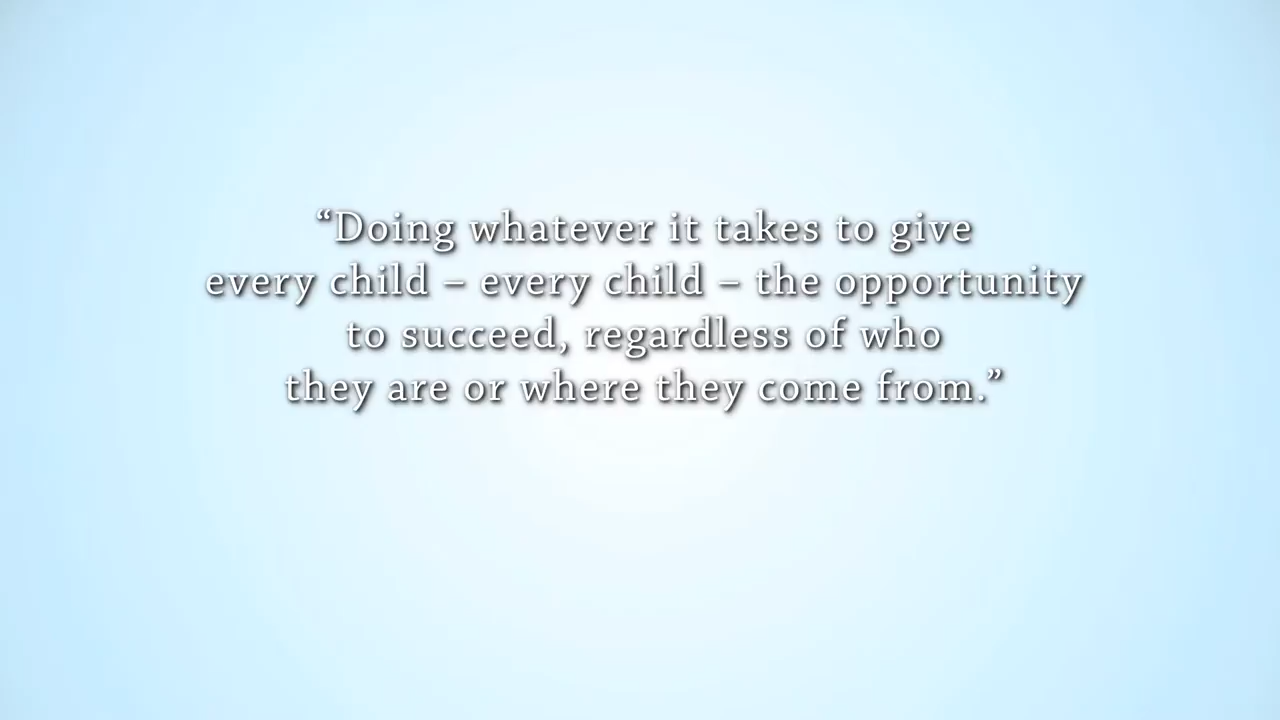 “Doing whatever it takes to give
every child – every child – the opportunity
to succeed, regardless of who
they are or where they come from.”